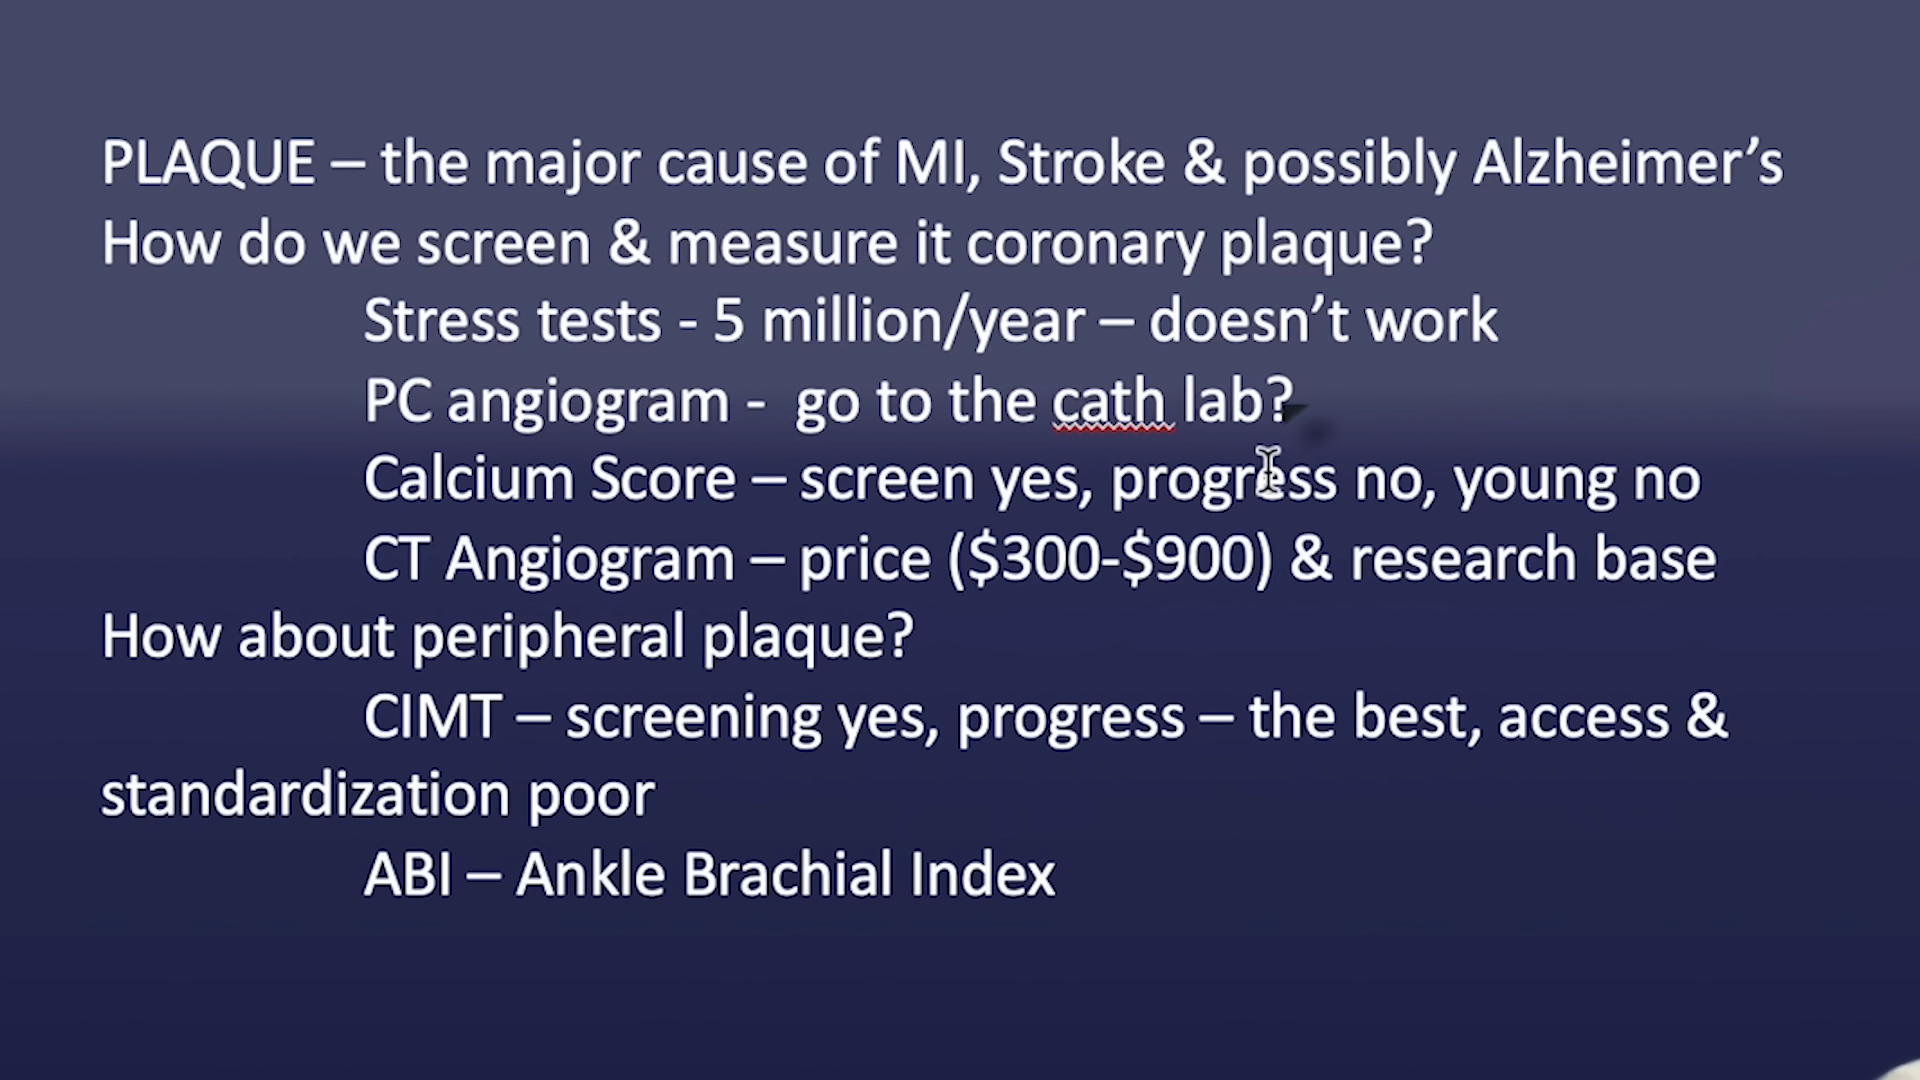 PLAQUE – the major cause of MI, Stroke & possibly Alzheimer’s
How do we screen & measure it coronary plaque?
Stress tests - 5 million/year – doesn’t work
PC angiogram -  go to the cath lab?
Calcium Score – screen yes, progress no, young no
CT Angiogram – price ($300-$900) & research base
How about peripheral plaque?
CIMT – screening yes, progress – the best, access &
standardization poor
ABI – Ankle Brachial Index